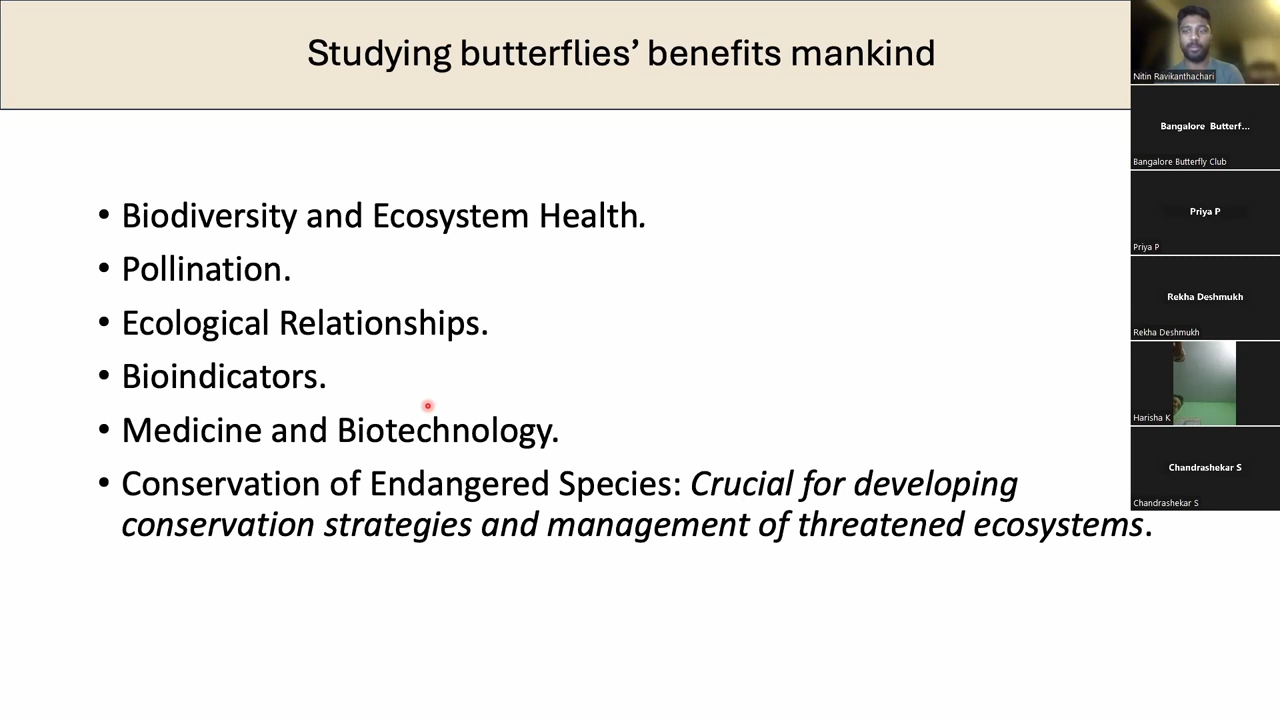 Studying butterflies’ benefits mankind
• Biodiversity and Ecosystem Health.
• Pollination.
• Ecological Relationships.
• Bioindicators.
• Medicine and Biotechnology.
• Conservation of Endangered Species: Crucial for developing
conservation strategies and management of threatened ecosystems.
Nitin Ravikanthachari
Bangalore Butterf...
Bangalore Butterfly Club
Priya P
Priya P
Rekha Deshmukh
Rekha Deshmukh
Harisha K
Chandrashekar S
Chandrashekar S